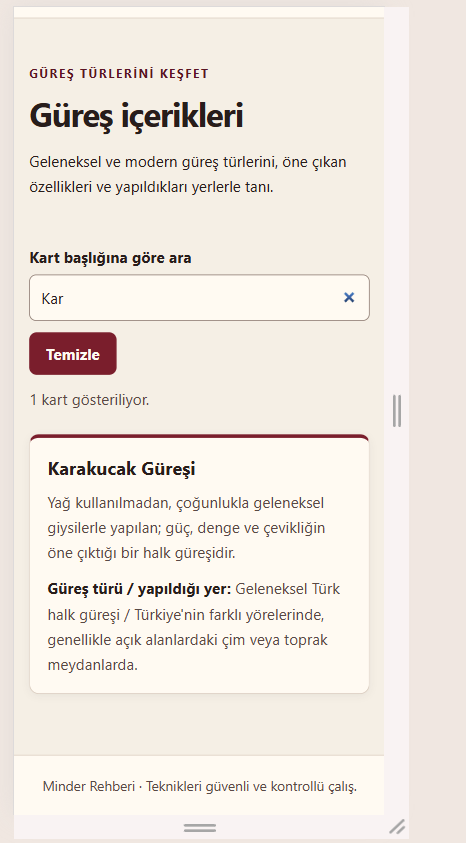 GÜREŞ TÜRLERİNİ KEŞFET
Güreş içerikleri
Geleneksel ve modern güreş türlerini, öne çıkan
özellikleri ve yapıldıkları yerlerle tanı.
Kart başlığına göre ara
Kar
Temizle
1 kart gösteriliyor.
Karakucak Güreşi
Yağ kullanılmadan, çoğunlukla geleneksel
giysilerle yapılan; güç, denge ve çevikliğin
öne çıktığı bir halk güreşidir.
Güreş türü / yapıldığı yer: Geleneksel Türk
halk güreşi / Türkiye'nin farklı yörelerinde,
genellikle açık alanlardaki çim veya toprak
meydanlarda.
Minder Rehberi · Teknikleri güvenli ve kontrollü çalış.